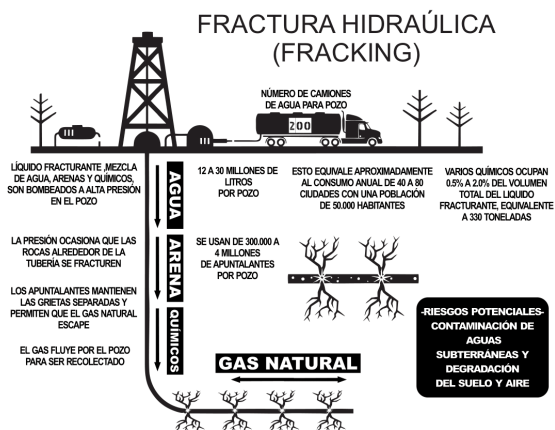 FRACTURA HIDRAÚLICA
(FRACKING)
NÚMERO DE CAMIONES
DE AGUA PARA POZO
200
LÍQUIDO FRACTURANTE ,MEZCLA
DE AGUA, ARENAS Y QUÍMICOS,
SON BOMBEADOS A ALTA PRESIÓN
EN EL POZO
LA PRESIÓN OCASIONA QUE LAS
ROCAS ALREDEDOR DE LA
TUBERÍA SE FRACTUREN
LOS APUNTALANTES MANTIENEN
LAS GRIETAS SEPARADAS Y
PERMITEN QUE EL GAS NATURAL
ESCAPE
EL GAS FLUYE POR EL POZO
PARA SER RECOLECTADO
AGUA
ARENA
QUÍMICOS
12 A 30 MILLONES DE
LITROS
POR POZO
SE USAN DE 300.000 A
4 MILLONES
DE APUNTALANTES
POR POZO
ESTO EQUIVALE APROXIMADAMENTE
AL CONSUMO ANUAL DE 40 A 80
CIUDADES CON UNA POBLACIÓN
DE 50.000 HABITANTES
VARIOS QUÍMICOS OCUPAN
0.5% A 2.0% DEL VOLUMEN
TOTAL DEL LIQUIDO
FRACTURANTE, EQUIVALENTE
A 330 TONELADAS
GAS NATURAL
-RIESGOS POTENCIALES-
CONTAMINACIÓN DE
AGUAS
SUBTERRÁNEAS Y
DEGRADACIÓN
DEL SUELO Y AIRE